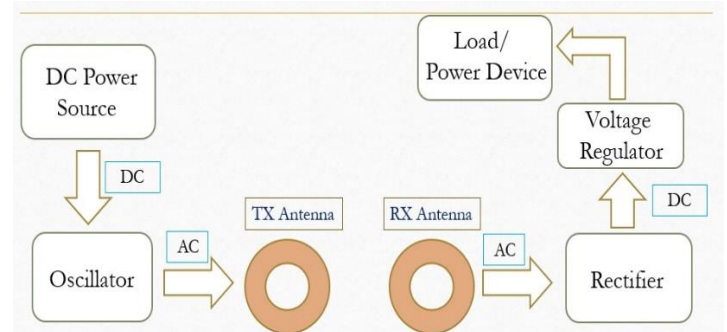 DC Power
Source
DC
Oscillator
AC
TX Antenna
RX Antenna
AC
Rectifier
DC
Voltage
Regulator
Load/
Power Device